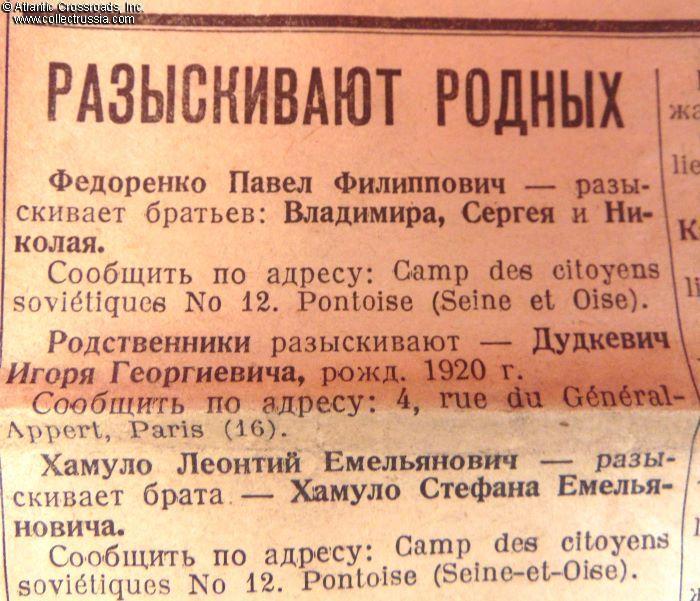 © Atlantic Crossroads, Inc.
www.collectrussia.com
РАЗЫСКИВАЮТ РОДНЫХ
Федоренко Павел Филиппович — разы-
скивает братьев: Владимира, Сергея и Ни-
колая.
Сообщить по адресу: Camp des citoyens
soviétiques No 12. Pontoise (Seine et Oise).
Родственники разыскивают — Дудкевич
Игоря Георгиевича, рожд. 1920 г.
Сообщить по адресу: 4, rue du Général-
Appert, Paris (16).
Хамуло Леонтий Емельянович — разы-
скивает брата — Хамуло Стефана Емелья-
новича.
Сообщить по адресу: Camp des citoyens
soviétiques No 12. Pontoise (Seine-et-Oise).
жа
lie
К
li